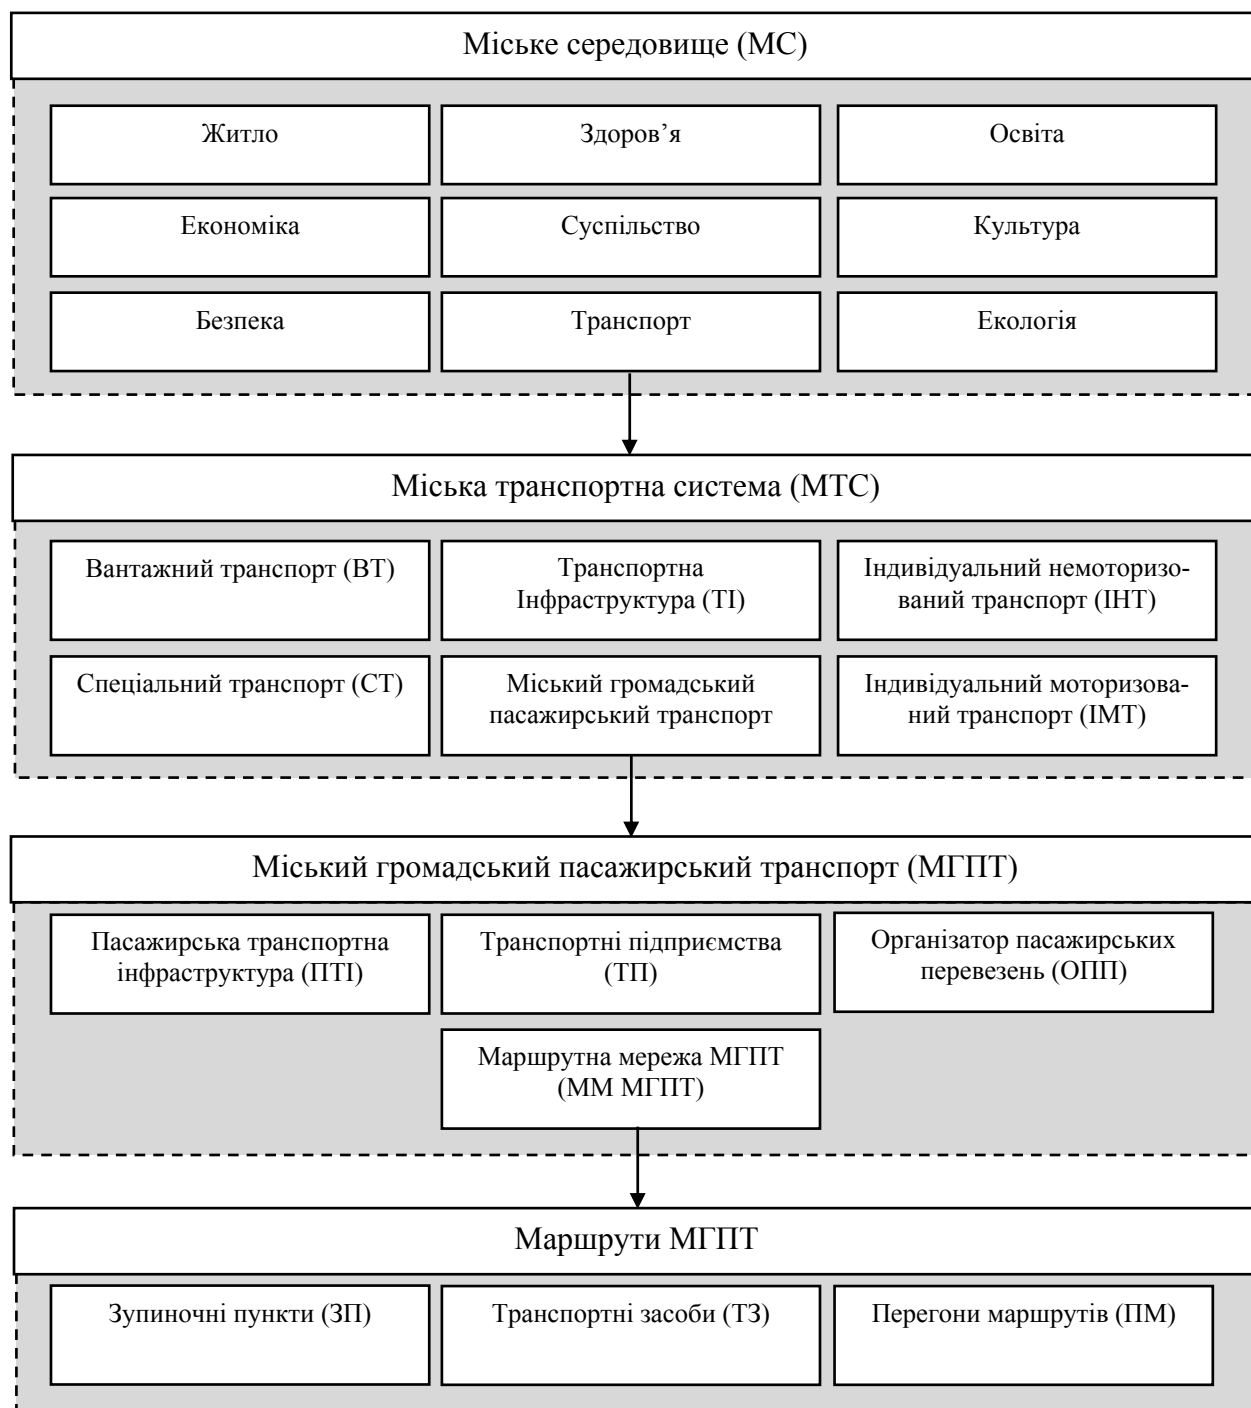 Міське середовище (МС)
Житло
Здоров’я
Освіта
Економіка
Суспільство
Культура
Безпека
Транспорт
Екологія
Міська транспортна система (МТС)
Вантажний транспорт (ВТ)
Транспортна
Інфраструктура (ТІ)
Індивідуальний немоторизо-
ваний транспорт (ІНТ)
Спеціальний транспорт (СТ)
Міський громадський
пасажирський транспорт
Індивідуальний моторизова-
ний транспорт (ІМТ)
Міський громадський пасажирський транспорт (МГПТ)
Пасажирська транспортна
інфраструктура (ПТІ)
Транспортні підприємства
(ТП)
Організатор пасажирських
перевезень (ОПП)
Маршрутна мережа МГПТ
(ММ МГПТ)
Маршрути МГПТ
Зупиночні пункти (ЗП)
Транспортні засоби (ТЗ)
Перегони маршрутів (ПМ)